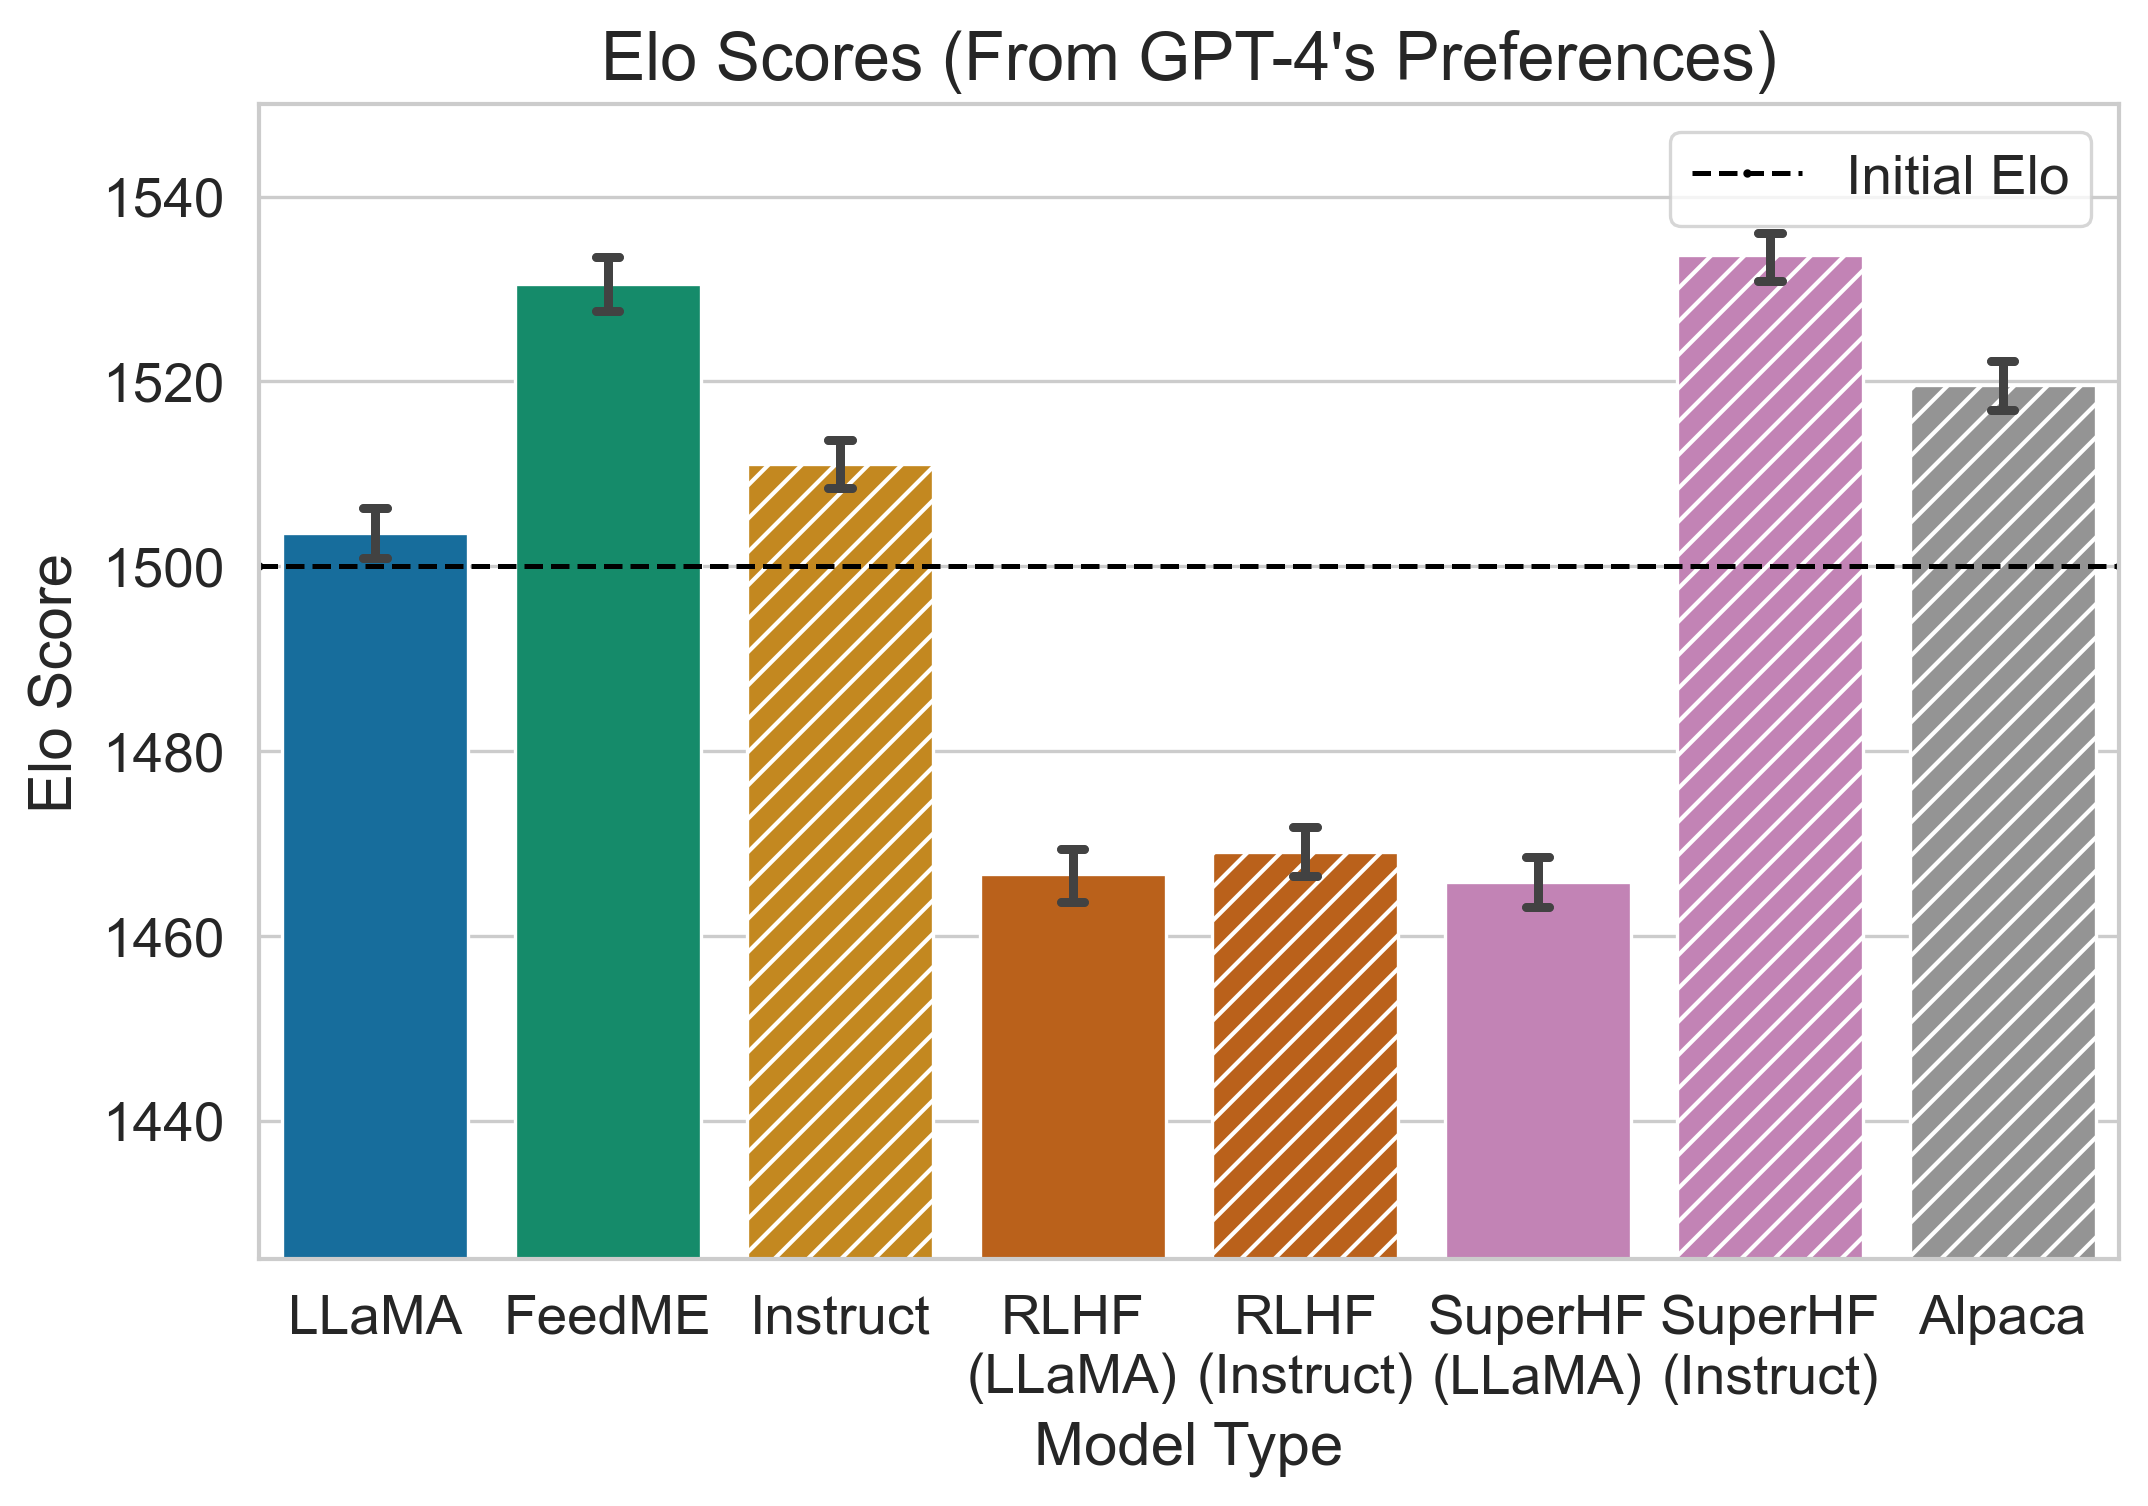 Elo Scores (From GPT-4's Preferences)
Initial Elo
1540
1520
1500
1480
1460
1440
Elo Score
LLaMA FeedME Instruct RLHF RLHF SuperHF SuperHF Alpaca
(LLaMA) (Instruct) (LLaMA) (Instruct)
Model Type